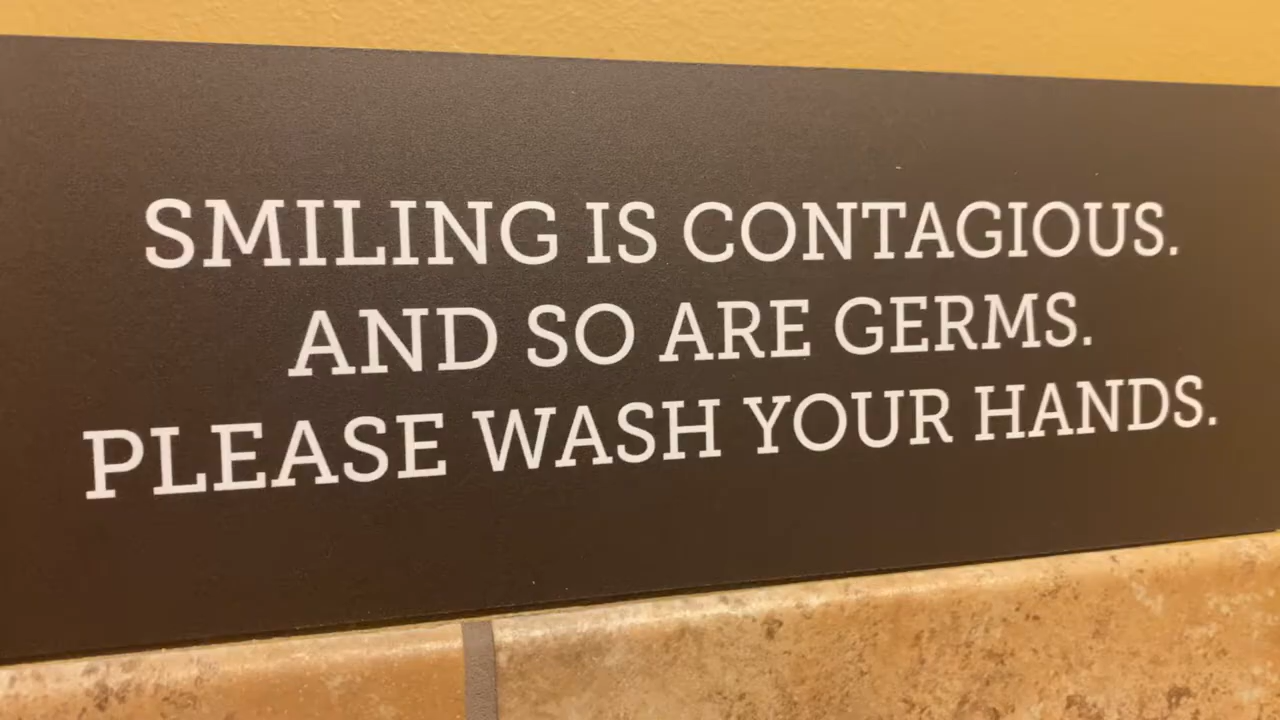 SMILING IS CONTAGIOUS.
AND SO ARE GERMS.
PLEASE WASH YOUR HANDS.